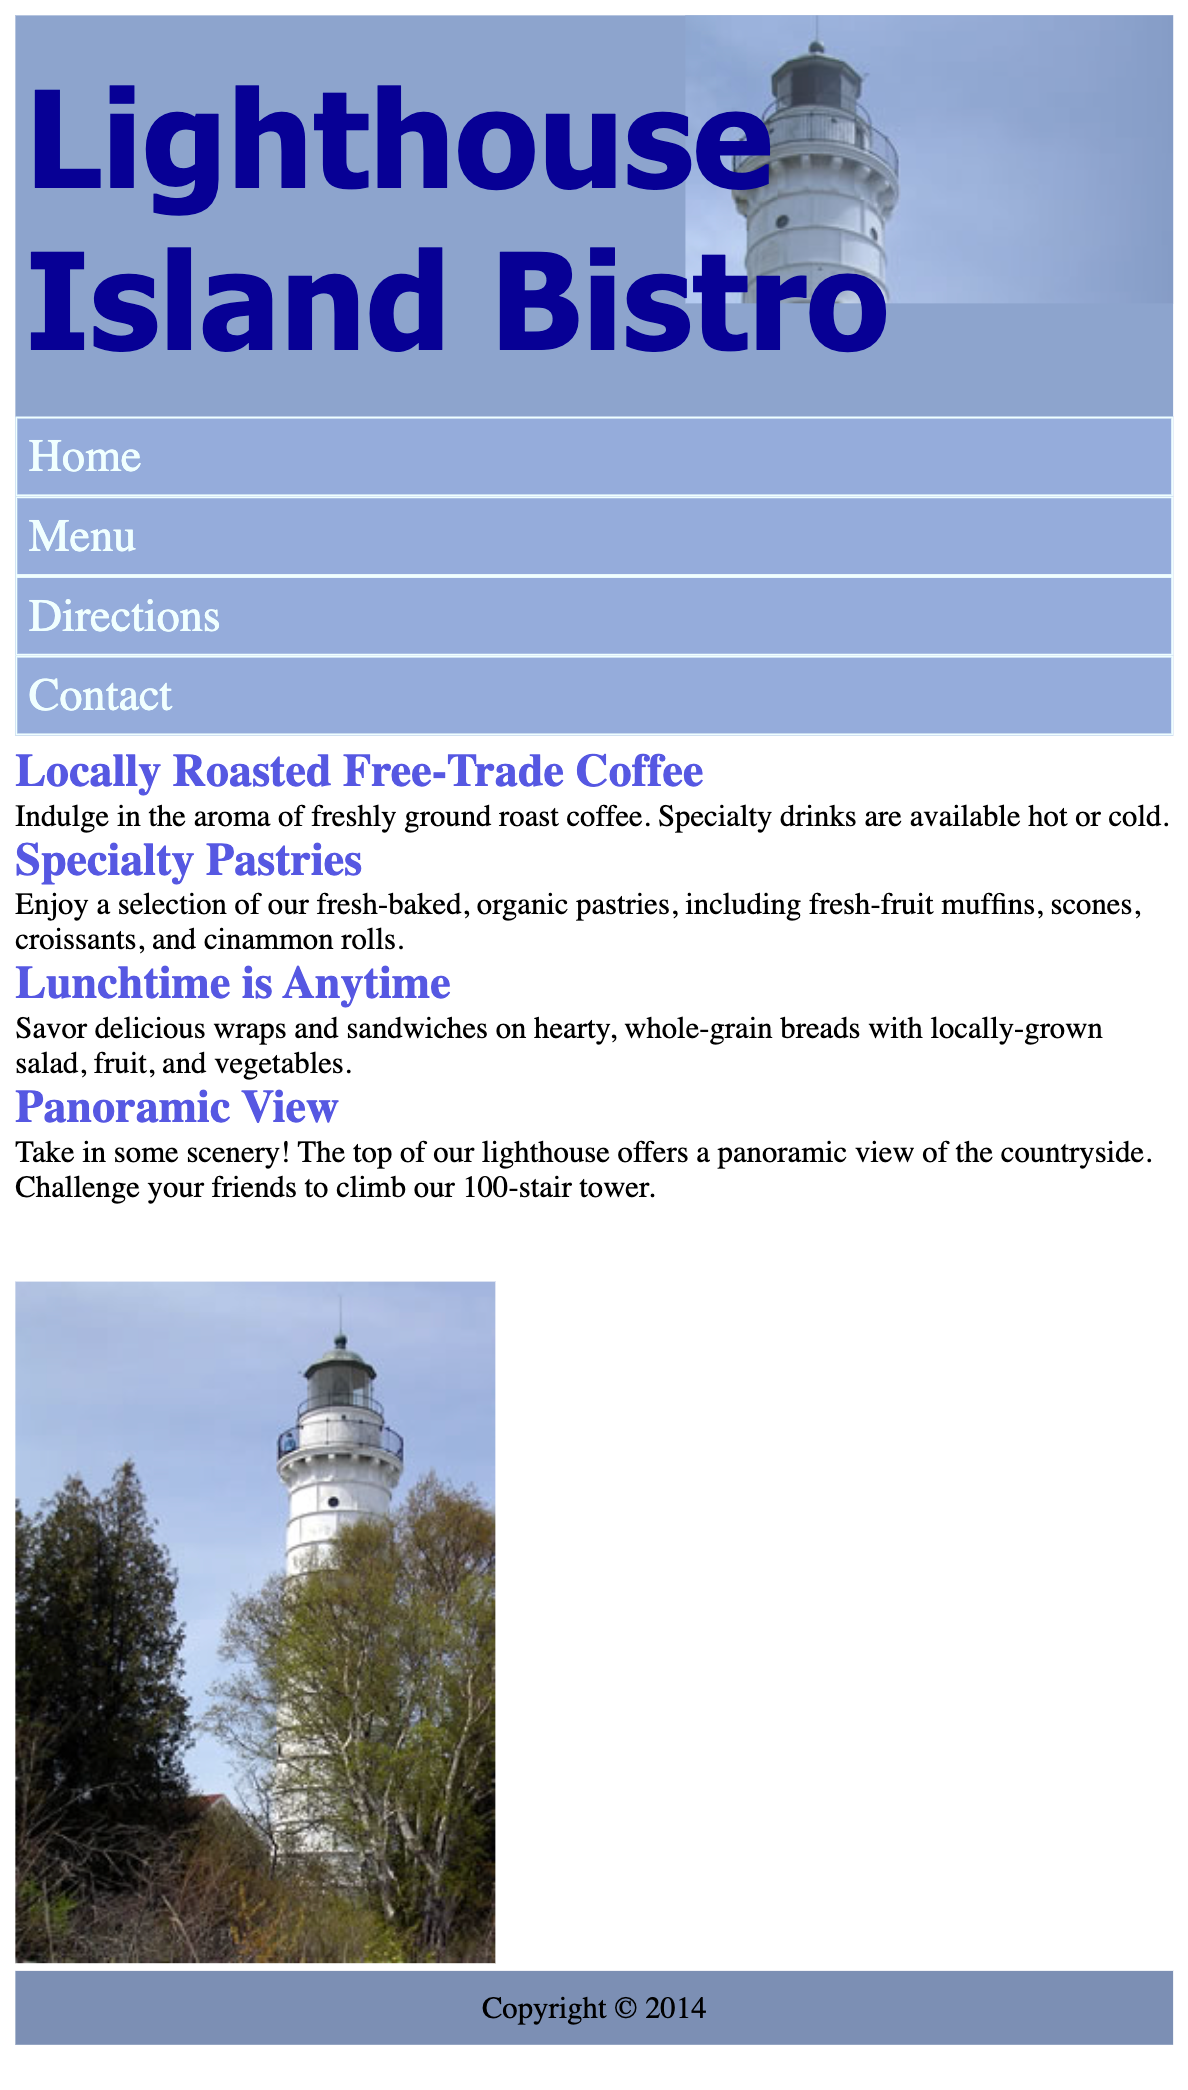 Lighthouse
Island Bistro
Home
Menu
Directions
Contact
Locally Roasted Free-Trade Coffee
Indulge in the aroma of freshly ground roast coffee. Specialty drinks are available hot or cold.
Specialty Pastries
Enjoy a selection of our fresh-baked, organic pastries, including fresh-fruit muffins, scones,
croissants, and cinammon rolls.
Lunchtime is Anytime
Savor delicious wraps and sandwiches on hearty, whole-grain breads with locally-grown
salad, fruit, and vegetables.
Panoramic View
Take in some scenery! The top of our lighthouse offers a panoramic view of the countryside.
Challenge your friends to climb our 100-stair tower.
Copyright © 2014